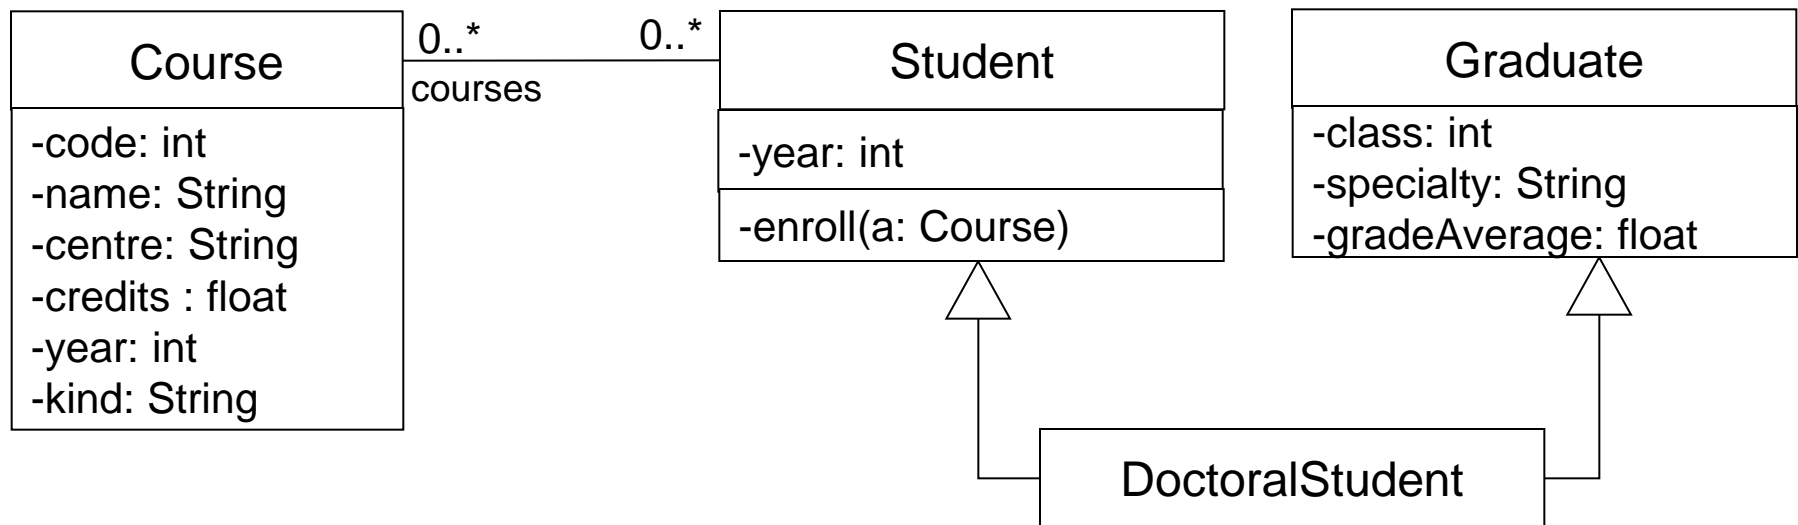 Course
-code: int
-name: String
-centre: String
-credits : float
-year: int
-kind: String
0..*
0..*
courses
Student
-year: int
-enroll(a: Course)
Graduate
-class: int
-specialty: String
-gradeAverage: float
DoctoralStudent